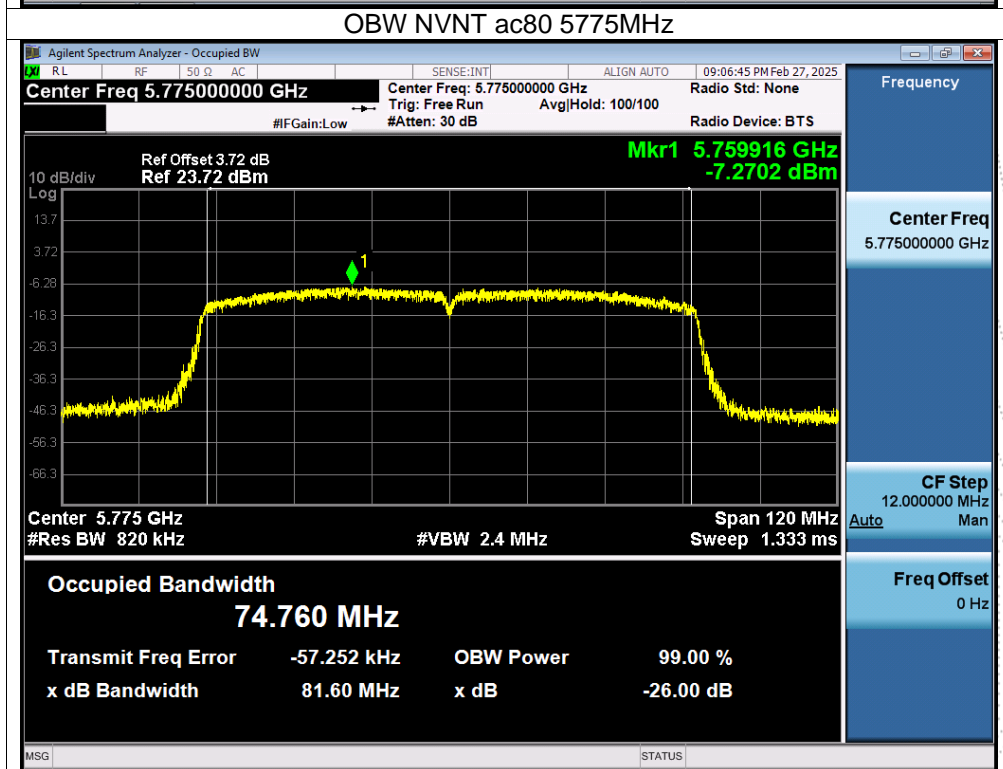 OBW NVNT ac80 5775MHz
Agilent Spectrum Analyzer - Occupied BW
LXI RL RF 50 Ω AC SENSE:INT ALIGN AUTO 09:06:45 PM Feb 27, 2025
Center Freq 5.775000000 GHz
Center Freq: 5.775000000 GHz
Radio Std: None
Trig: Free Run Avg|Hold: 100/100
#IFGain:Low
#Atten: 30 dB
Radio Device: BTS
Frequency
Mkr1 5.759916 GHz
-7.2702 dBm
Ref Offset 3.72 dB
10 dB/div Ref 23.72 dBm
Log
13.7
3.72
-6.28
-16.3
-26.3
-36.3
-46.3
-56.3
-66.3
1
Center 5.775 GHz Span 120 MHz
#Res BW 820 kHz #VBW 2.4 MHz Sweep 1.333 ms
Center Freq
5.775000000 GHz
CF Step
12.000000 MHz
Auto Man
Freq Offset
0 Hz
Occupied Bandwidth
74.760 MHz
Transmit Freq Error -57.252 kHz OBW Power 99.00 %
x dB Bandwidth 81.60 MHz x dB -26.00 dB
MSG STATUS